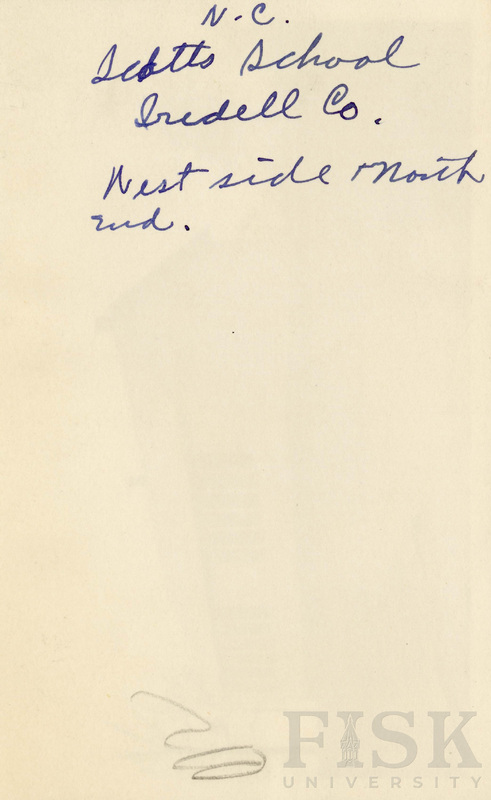 N.C.
Scotts School
Iredell Co.
West side + North
End.
FISK
UNIVERSITY